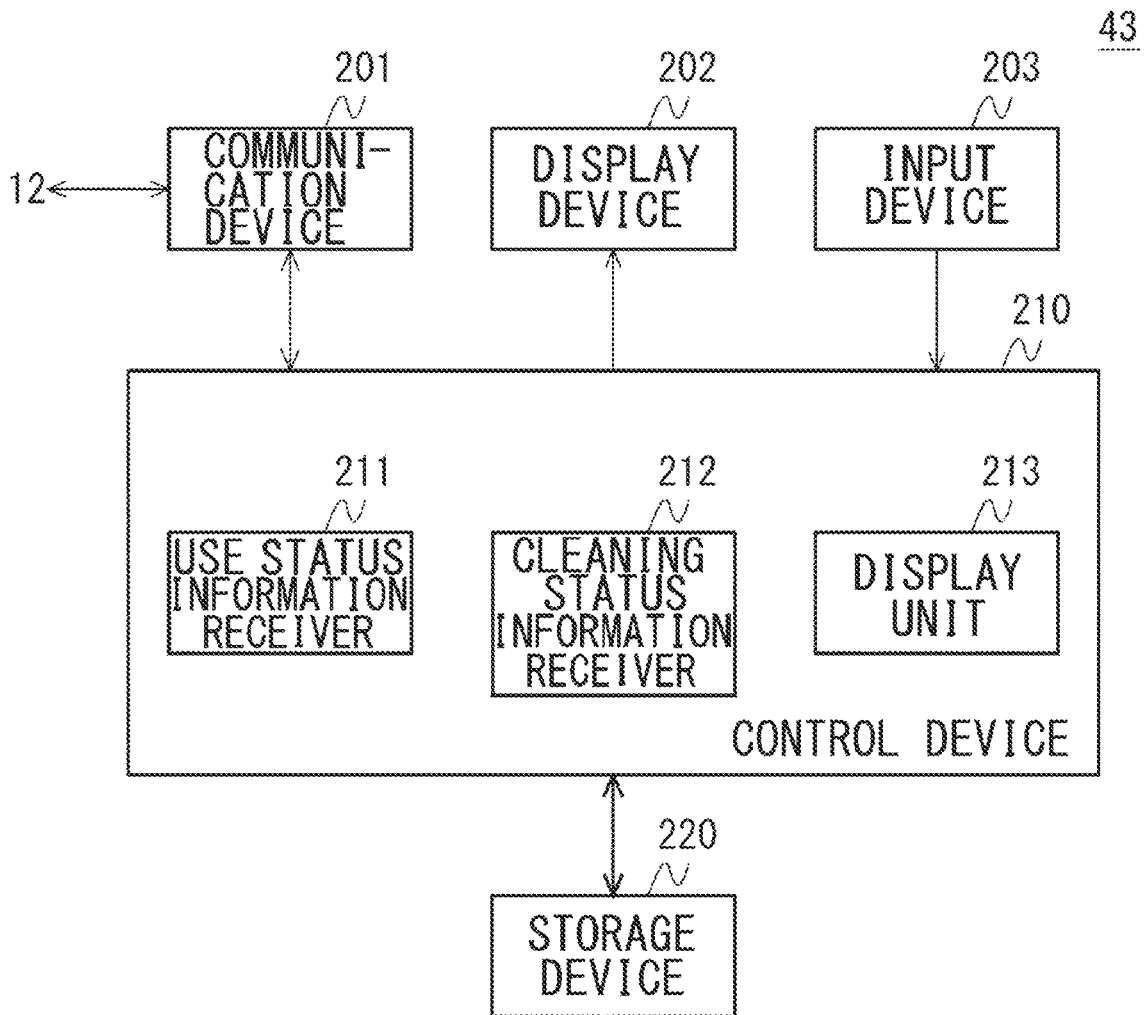 43
201
202
203
COMMUNI-
CATION
DEVICE
DISPLAY
DEVICE
INPUT
DEVICE
12
210
211
212
213
USE STATUS
INFORMATION
RECEIVER
CLEANING
STATUS
INFORMATION
RECEIVER
DISPLAY
UNIT
CONTROL DEVICE
220
STORAGE
DEVICE